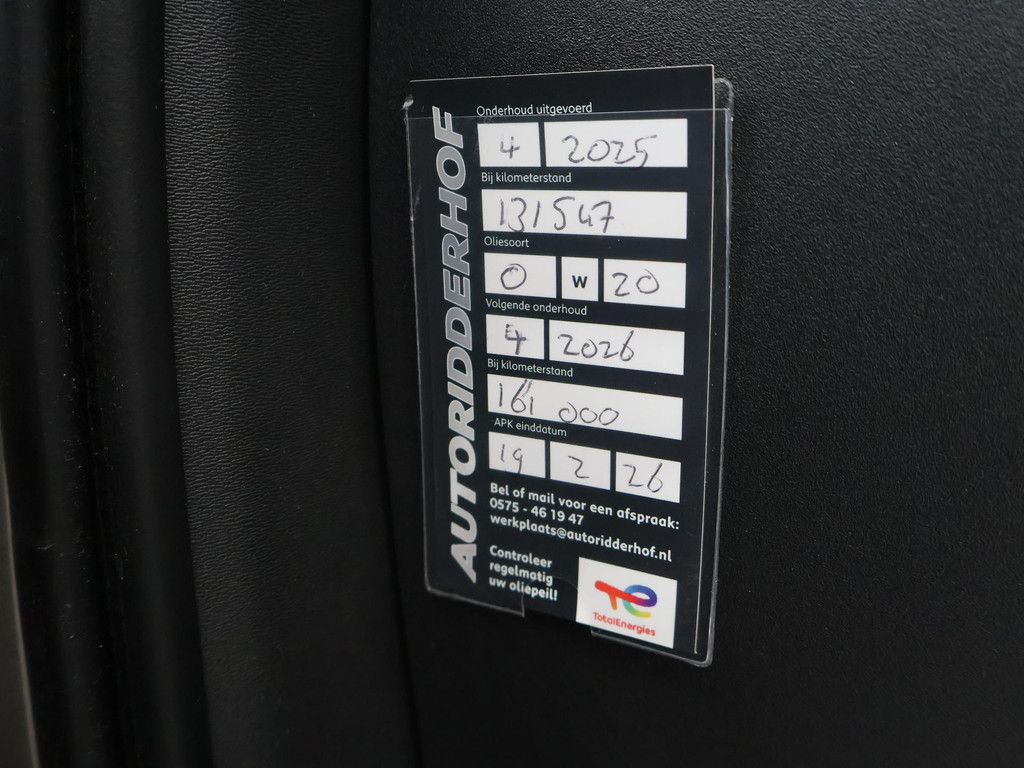 AUTORIDDERHOF
Onderhoud uitgevoerd
4 2025
Bij kilometerstand
131547
Oliesoort
0 w 20
Volgende onderhoud
4 2026
Bij kilometerstand
161 000
APK einddatum
19 2 26
Bel of mail voor een afspraak:
0575 - 46 19 47
werkplaats@autoridderhof.nl
Controleer
regelmatig
uw oliepeil!
TotalEnergies